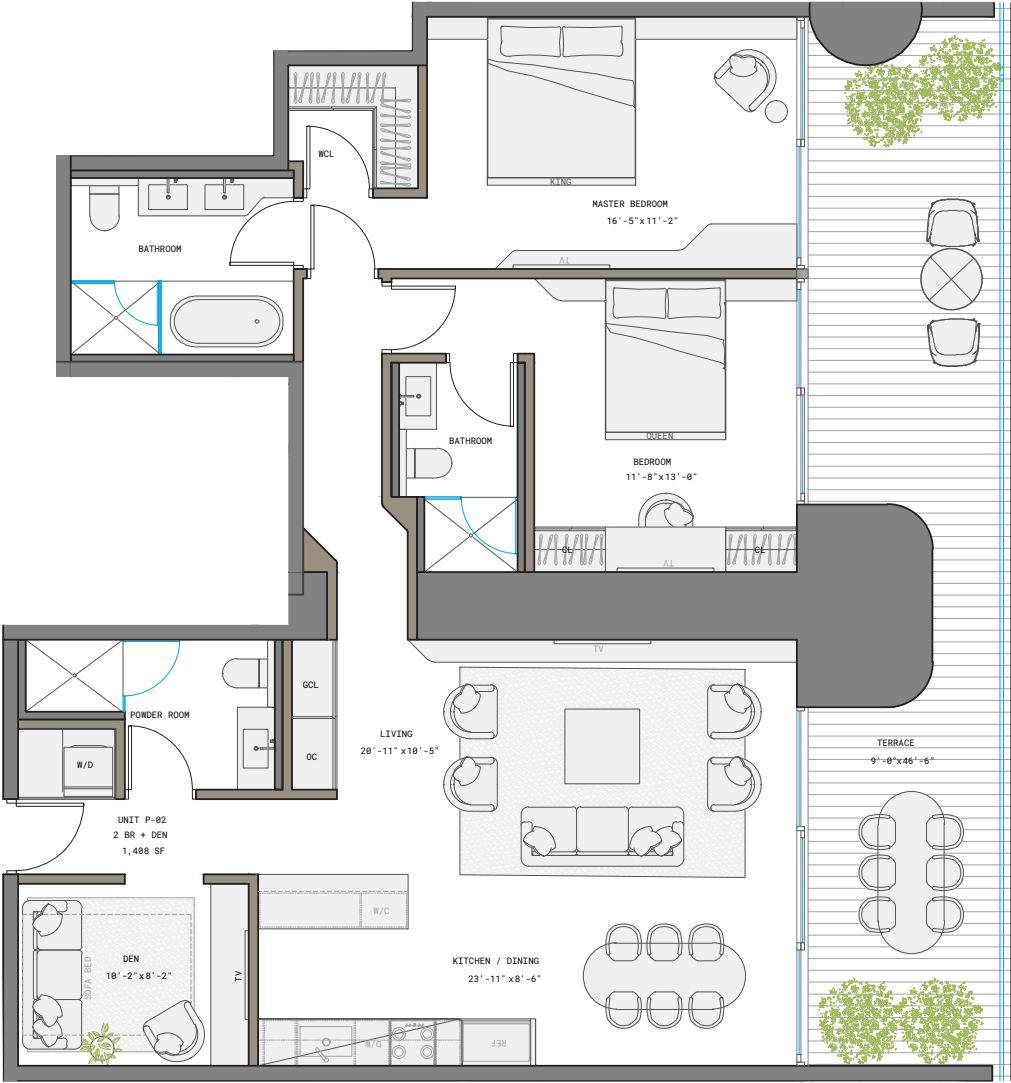 WCL
KING
MASTER BEDROOM
16'-5"x11'-2"
BATHROOM
TV
QUEEN
BATHROOM
BEDROOM
11'-8"x13'-0"
CL
CL
TV
TV
GCL
POWDER ROOM
LIVING
20'-11"x10'-5"
TERRACE
9'-0"x46'-6"
OC
W/D
UNIT P-02
2 BR + DEN
1,408 SF
W/C
DEN
10'-2"x8'-2"
SOFA BED
TV
KITCHEN / DINING
23'-11"x8'-6"
D/W
REF